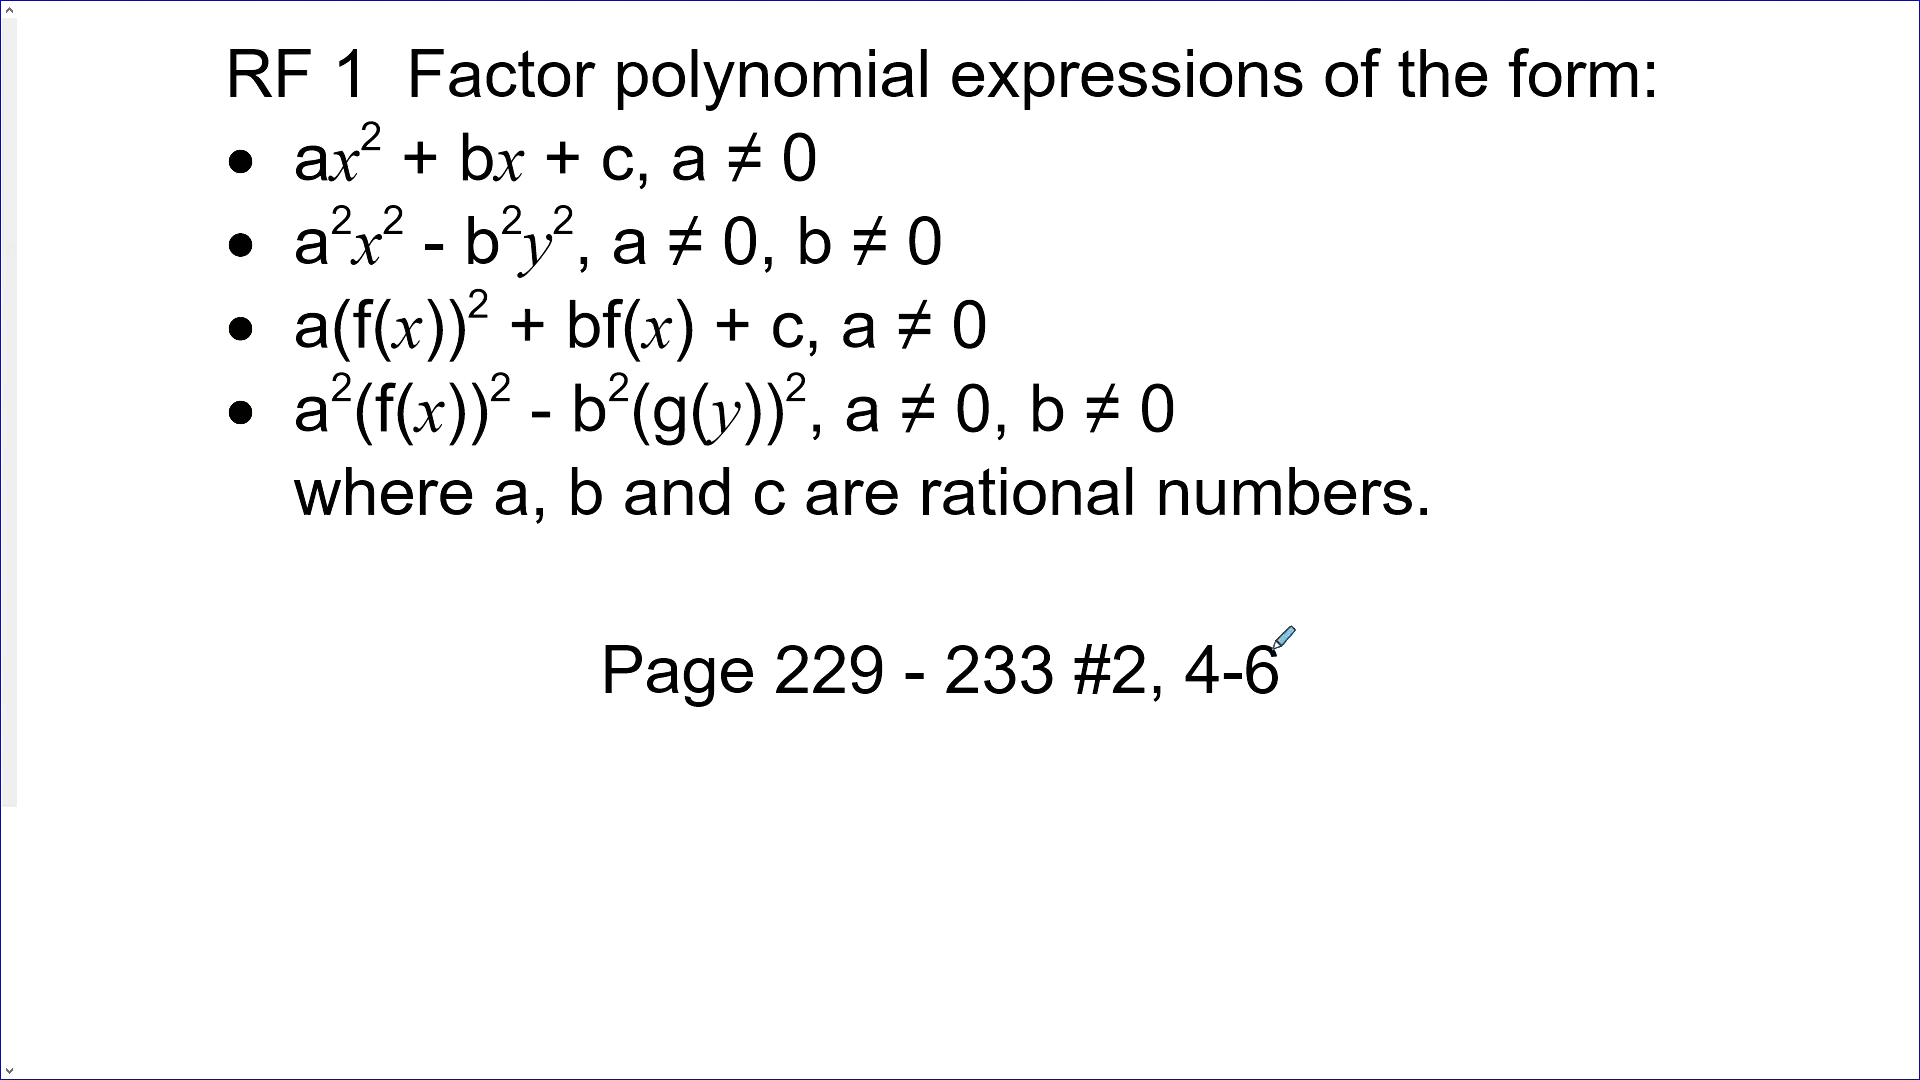 RF 1 Factor polynomial expressions of the form:
• ax² + bx + c, a ≠ 0
• a²x² - b²y², a ≠ 0, b ≠ 0
• a(f(x))² + bf(x) + c, a ≠ 0
• a²(f(x))² - b²(g(y))², a ≠ 0, b ≠ 0
where a, b and c are rational numbers.
Page 229 - 233 #2, 4-6